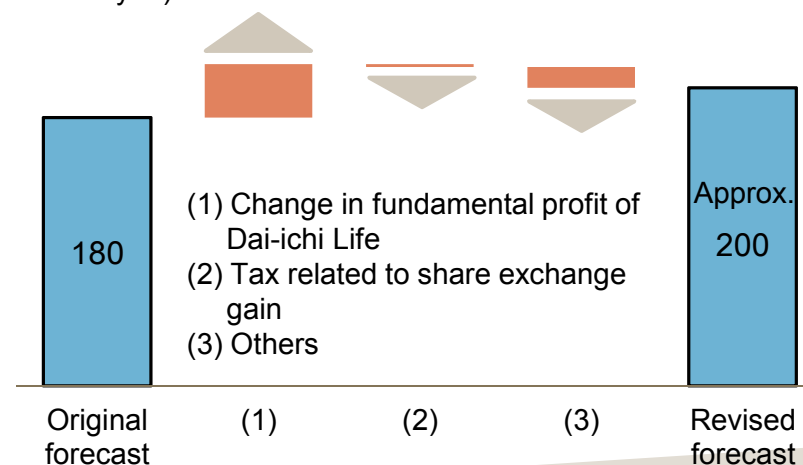 180
(1) Change in fundamental profit of
Dai-ichi Life
(2) Tax related to share exchange
gain
(3) Others
Approx.
200
Original
forecast
(1)
(2)
(3)
Revised
forecast